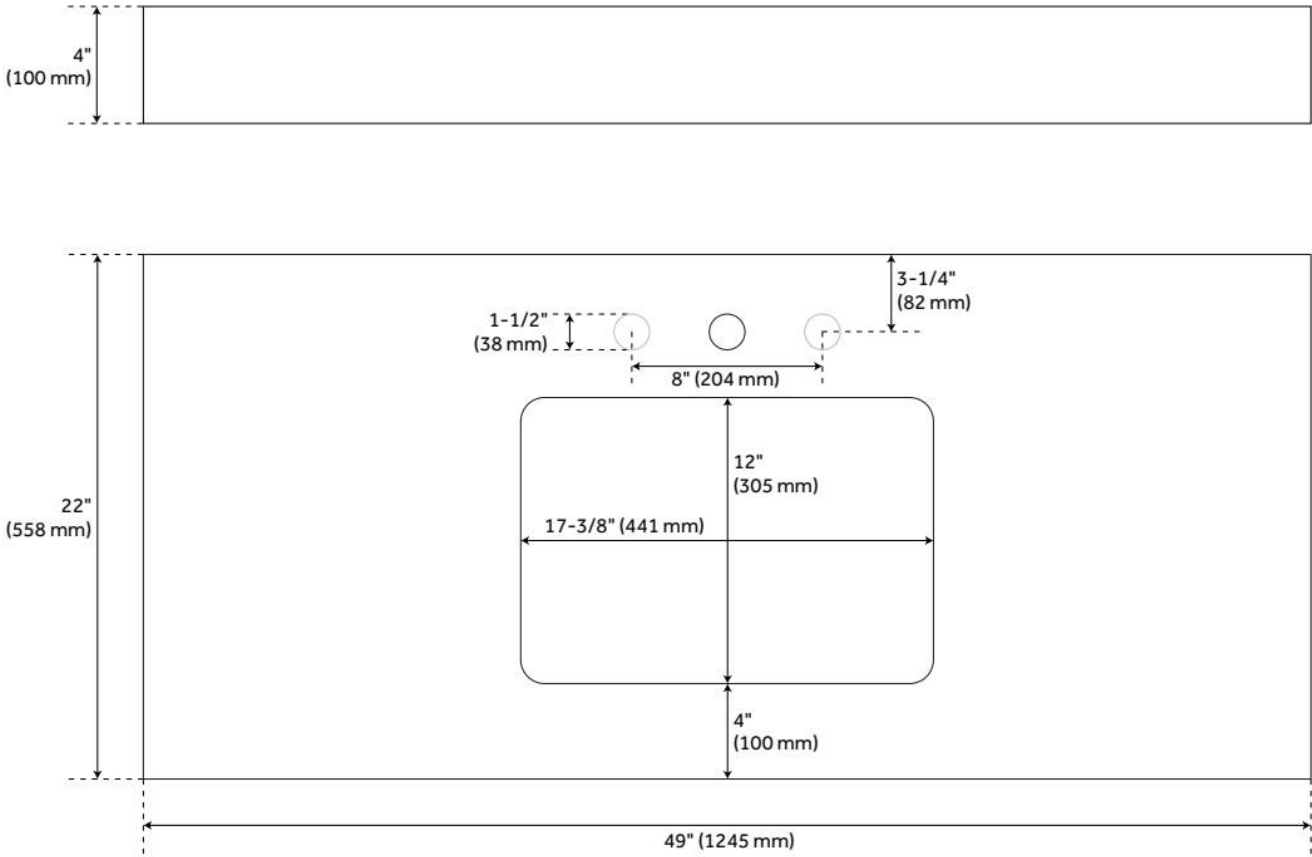 4"
(100 mm)
3-1/4"
(82 mm)
1-1/2"
(38 mm)
8" (204 mm)
12"
(305 mm)
22"
(558 mm)
17-3/8" (441 mm)
4"
(100 mm)
49" (1245 mm)